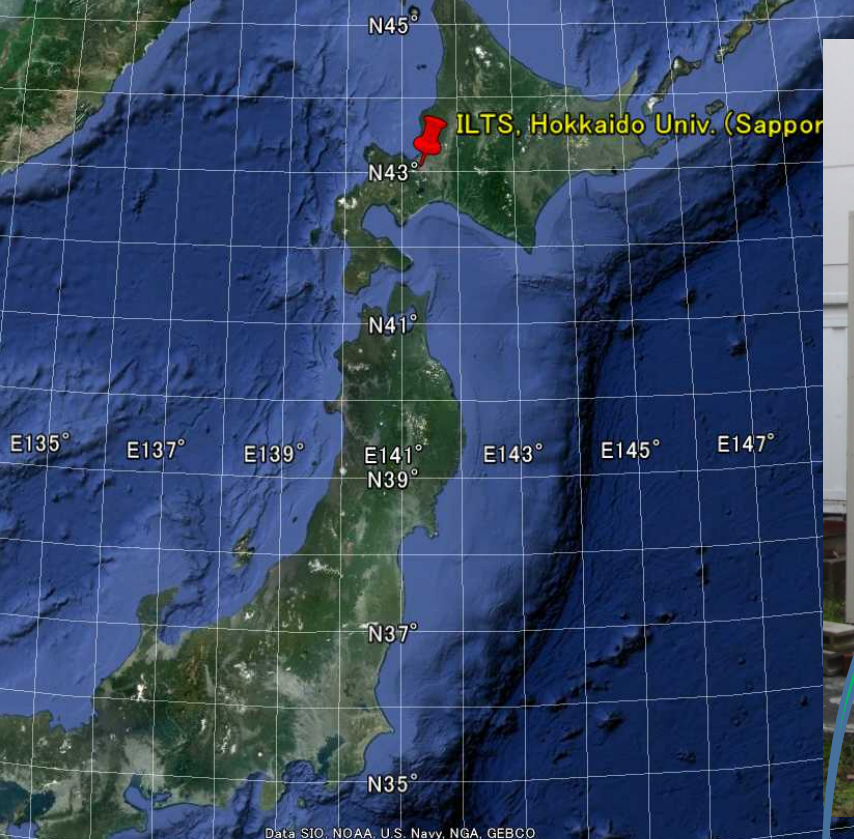 N45°
ILTS, Hokkaido Univ. (Sappor
N43°
N41°
E135°
E137°
E139°
E141°
E143°
E145°
E147°
N39°
N37°
N35°
Data SIO, NOAA, U.S. Navy, NGA, GEBCO